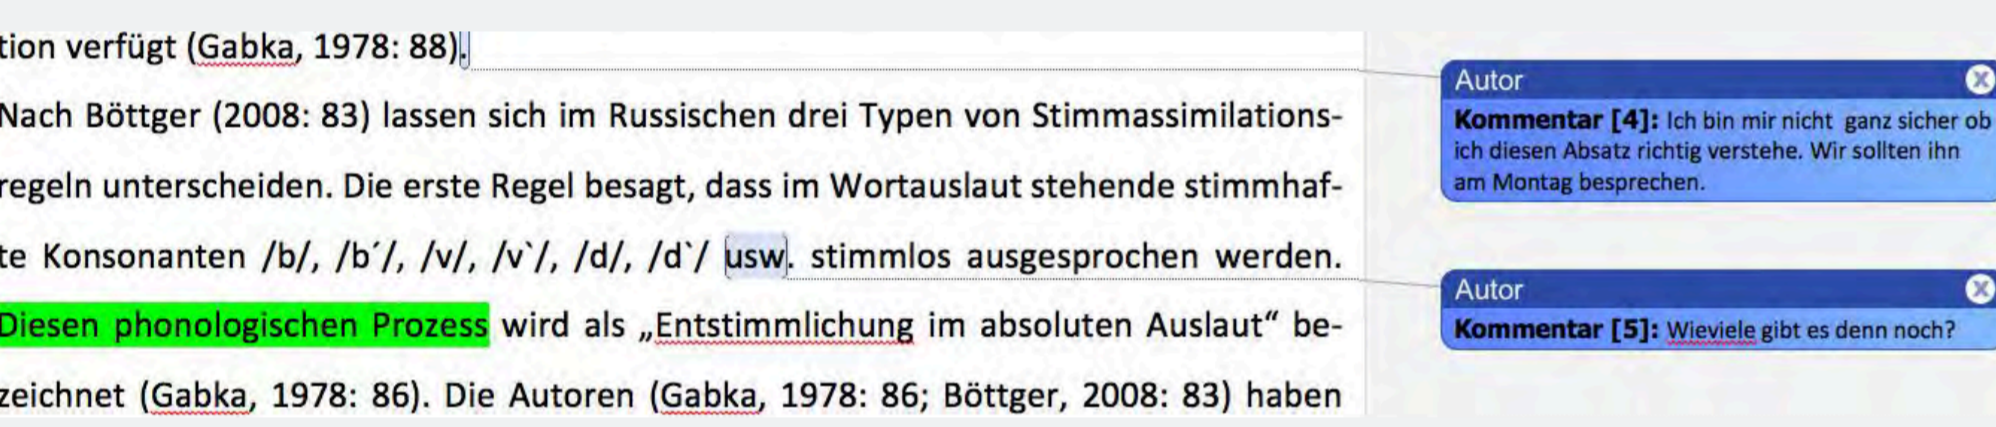 tion verfügt (Gabka, 1978: 88).
Nach Böttger (2008: 83) lassen sich im Russischen drei Typen von Stimmassimilations-
regeln unterscheiden. Die erste Regel besagt, dass im Wortauslaut stehende stimmhaf-
te Konsonanten /b/, /b´/, /v/, /v`/, /d/, /d`/ usw. stimmlos ausgesprochen werden.
Diesen phonologischen Prozess wird als „Entstimmlichung im absoluten Auslaut“ be-
zeichnet (Gabka, 1978: 86). Die Autoren (Gabka, 1978: 86; Böttger, 2008: 83) haben
Autor
Kommentar [4]: Ich bin mir nicht ganz sicher ob
ich diesen Absatz richtig verstehe. Wir sollten ihn
am Montag besprechen.
Autor
Kommentar [5]: Wieviele gibt es denn noch?